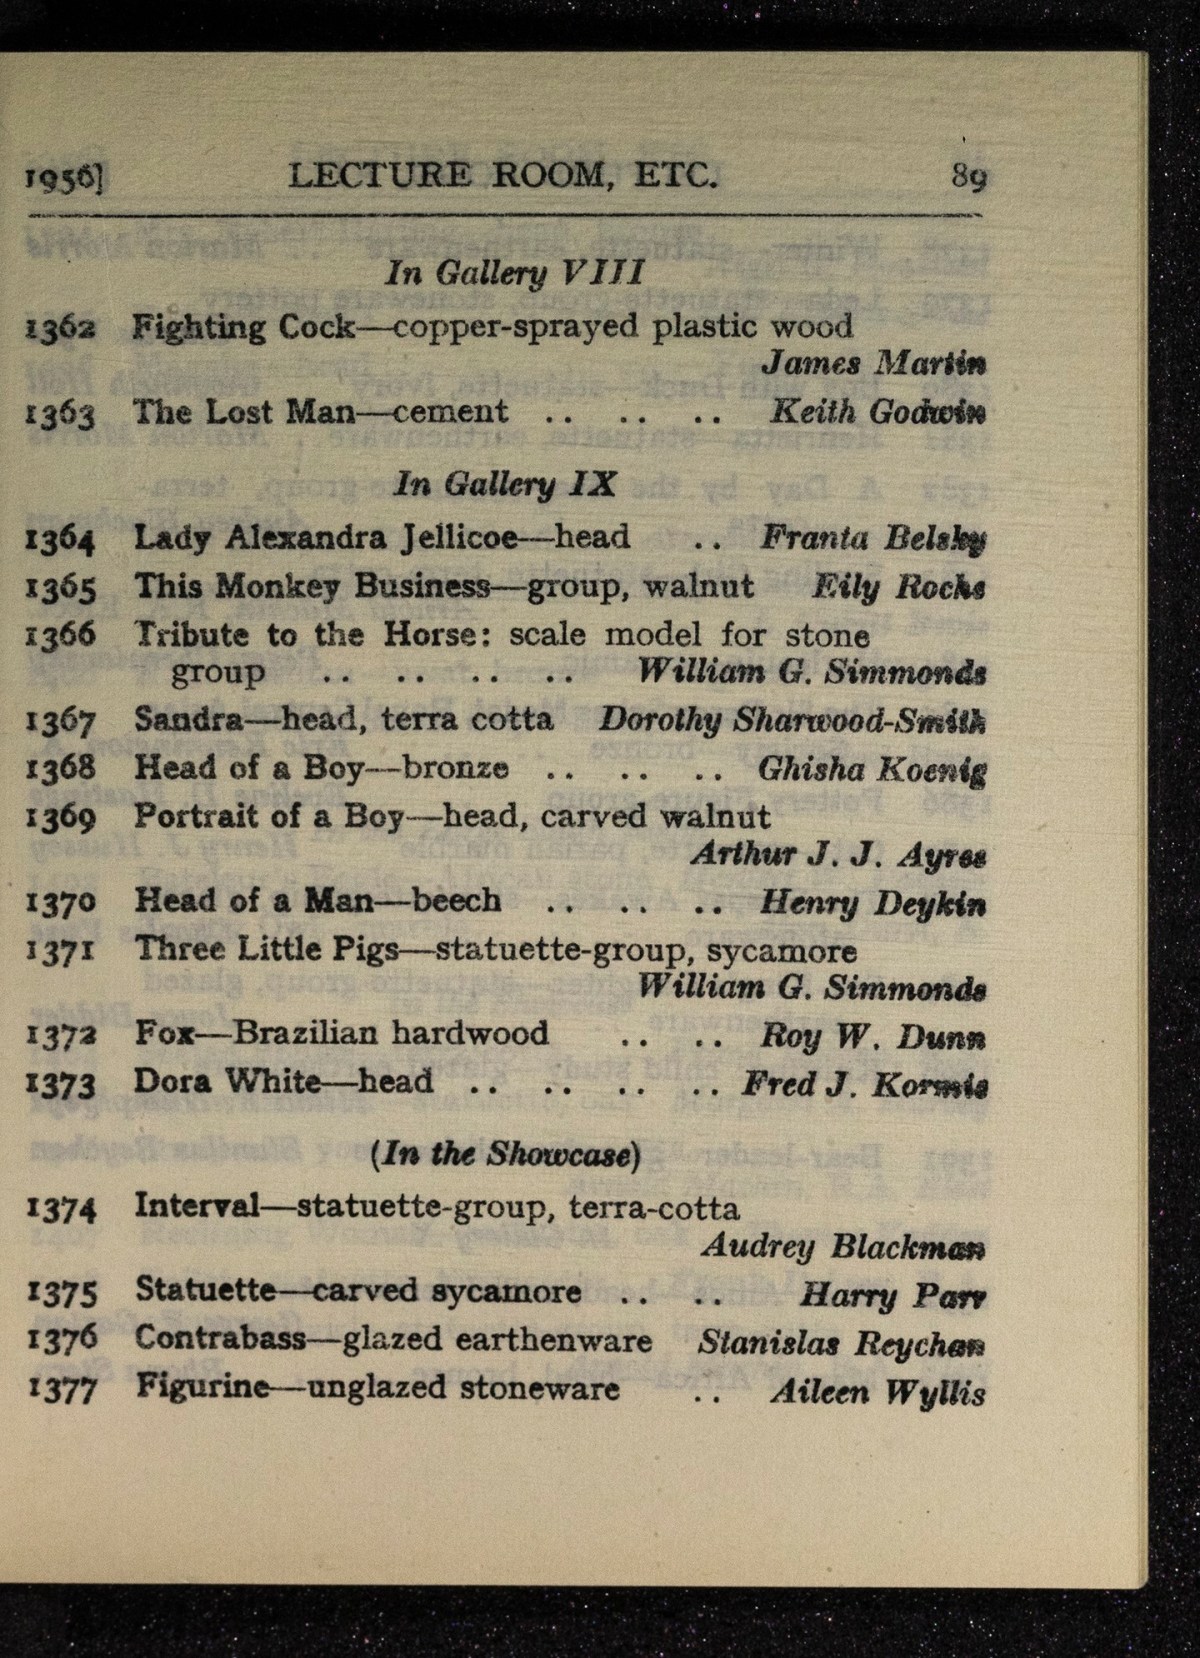 1956] LECTURE ROOM, ETC. 89
In Gallery VIII
1362 Fighting Cock—copper-sprayed plastic wood
James Martin
1363 The Lost Man—cement .. .. .. Keith Godwin
In Gallery IX
1364 Lady Alexandra Jellicoe—head .. Franta Belsky
1365 This Monkey Business—group, walnut Eily Roche
1366 Tribute to the Horse: scale model for stone
group .. .. .. .. William G. Simmonds
1367 Sandra—head, terra cotta Dorothy Sharwood-Smith
1368 Head of a Boy—bronze .. .. .. Ghisha Koenig
1369 Portrait of a Boy—head, carved walnut
Arthur J. J. Ayres
1370 Head of a Man—beech .. .. .. Henry Deykin
1371 Three Little Pigs—statuette-group, sycamore
William G. Simmonds
1372 Fox—Brazilian hardwood .. .. Roy W. Dunn
1373 Dora White—head .. .. .. .. Fred J. Kormis
(In the Showcase)
1374 Interval—statuette-group, terra-cotta
Audrey Blackman
1375 Statuette—carved sycamore .. .. Harry Parr
1376 Contrabass—glazed earthenware Stanislas Reychan
1377 Figurine—unglazed stoneware .. Aileen Wyllis